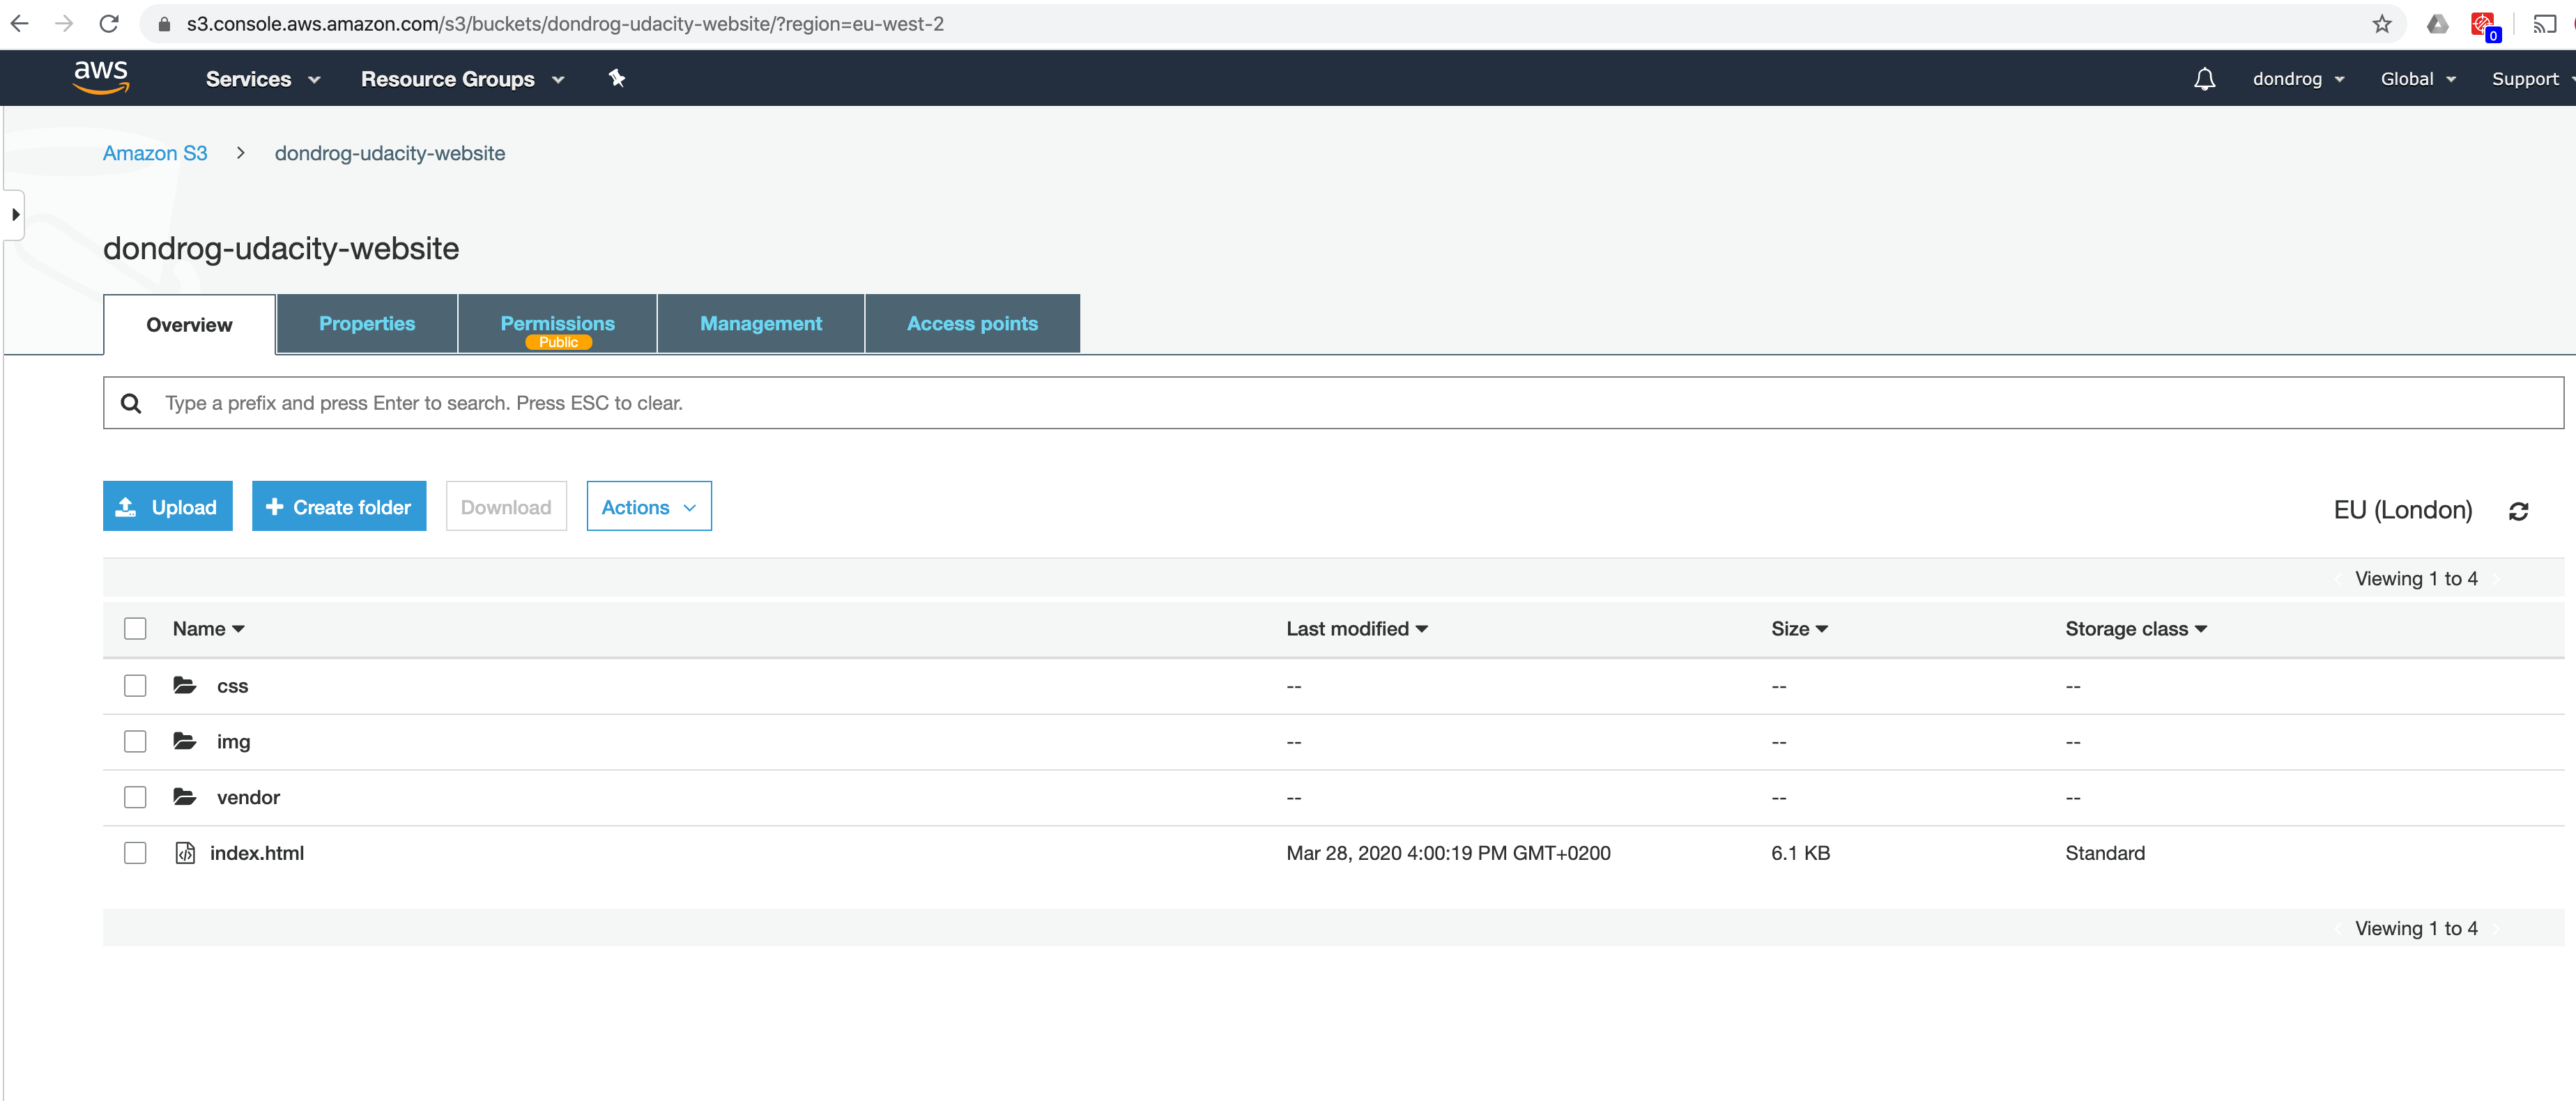 s3.console.aws.amazon.com/s3/buckets/dondrog-udacity-website/?region=eu-west-2
0
aws Services Resource Groups dondrog Global Support
Amazon S3 > dondrog-udacity-website
dondrog-udacity-website
Overview Properties Permissions Management Access points
Public
Type a prefix and press Enter to search. Press ESC to clear.
Upload + Create folder Download Actions EU (London)
Viewing 1 to 4
Name Last modified Size Storage class
css -- -- --
img -- -- --
vendor -- -- --
index.html Mar 28, 2020 4:00:19 PM GMT+0200 6.1 KB Standard
Viewing 1 to 4